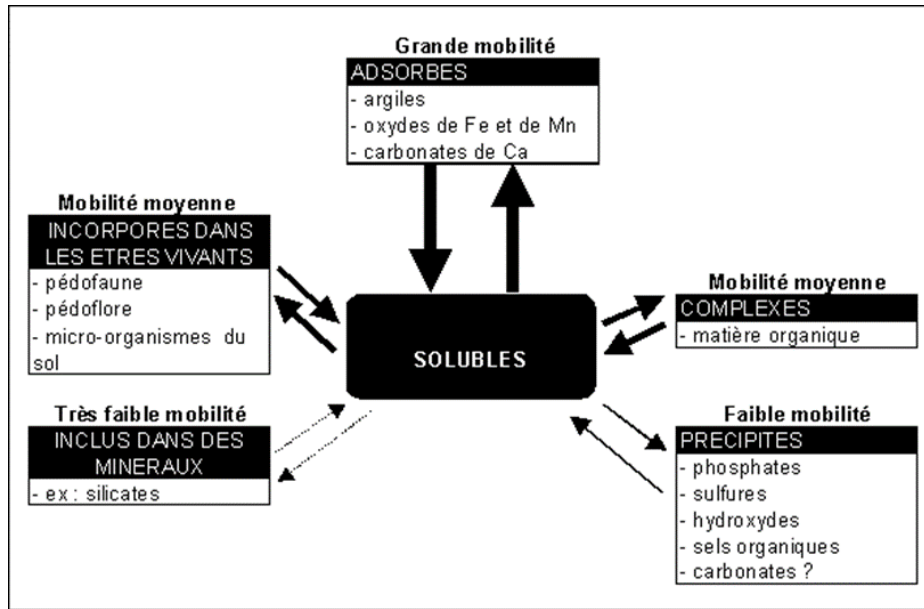 Grande mobilité
ADSORBES
- argiles
- oxydes de Fe et de Mn
- carbonates de Ca
Mobilité moyenne
INCORPORES DANS
LES ETRES VIVANTS
- pédofaune
- pédoflore
- micro-organismes du
sol
Mobilité moyenne
COMPLEXES
- matière organique
SOLUBLES
Très faible mobilité
INCLUS DANS DES
MINERAUX
- ex : silicates
Faible mobilité
PRECIPITES
- phosphates
- sulfures
- hydroxydes
- sels organiques
- carbonates ?